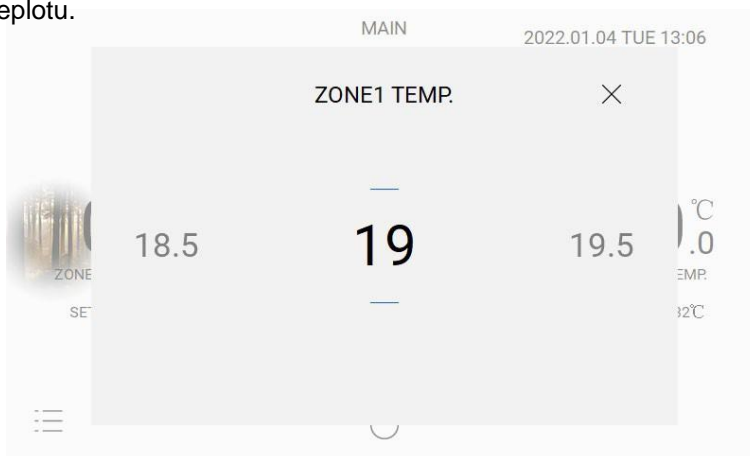 eplotu.
MAIN 2022.01.04 TUE 13:06
ZONE1 TEMP.
18.5 19 19.5 ℃
.0
ZONE EMP.
SET 32℃